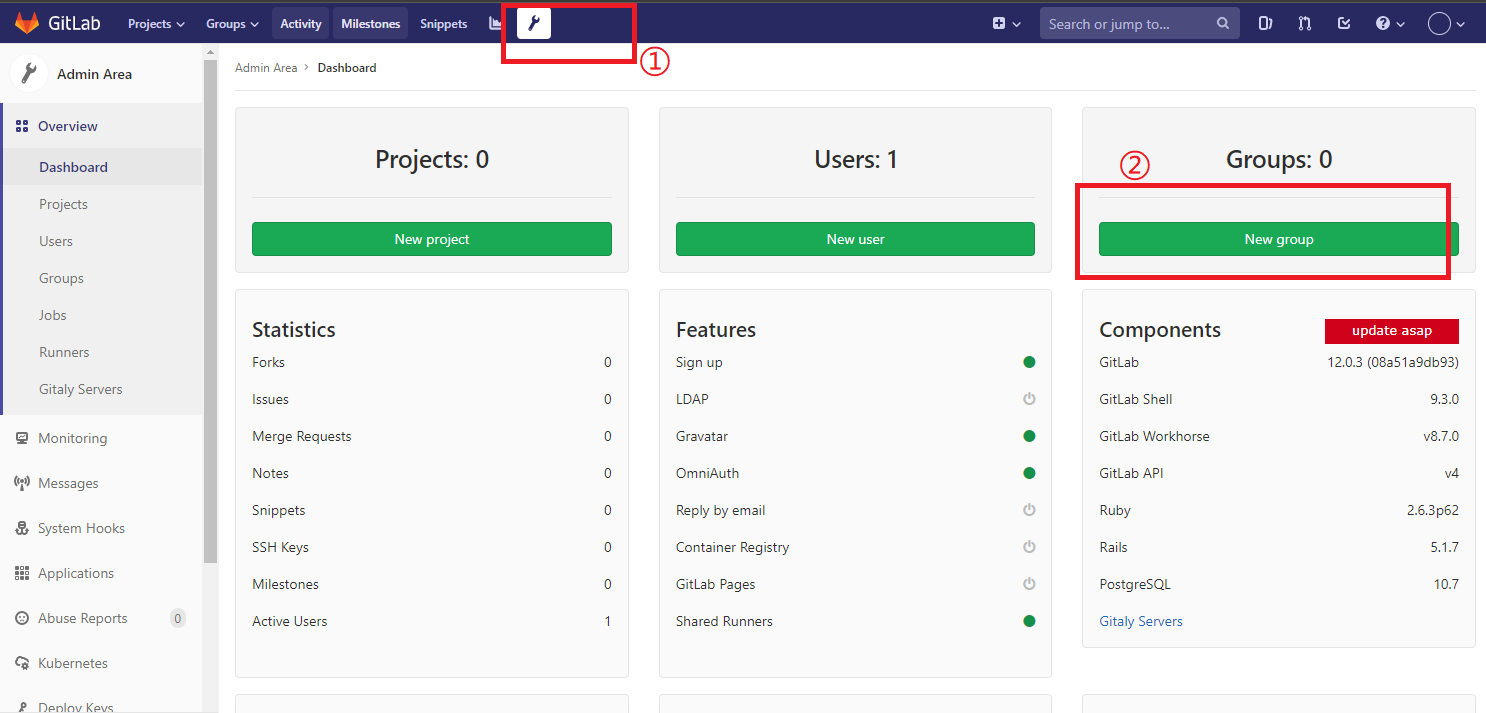 GitLab Projects Groups Activity Milestones Snippets Search or jump to...
①
Admin Area
Admin Area › Dashboard
Overview
Dashboard
Projects
Users
Groups
Jobs
Runners
Gitaly Servers
Monitoring
Messages
System Hooks
Applications
Abuse Reports 0
Kubernetes
Deploy Keys
Projects: 0
New project
Users: 1
New user
②
Groups: 0
New group
Statistics
Forks 0
Issues 0
Merge Requests 0
Notes 0
Snippets 0
SSH Keys 0
Milestones 0
Active Users 1
Features
Sign up
LDAP
Gravatar
OmniAuth
Reply by email
Container Registry
GitLab Pages
Shared Runners
Components update asap
GitLab 12.0.3 (08a51a9db93)
GitLab Shell 9.3.0
GitLab Workhorse v8.7.0
GitLab API v4
Ruby 2.6.3p62
Rails 5.1.7
PostgreSQL 10.7
Gitaly Servers